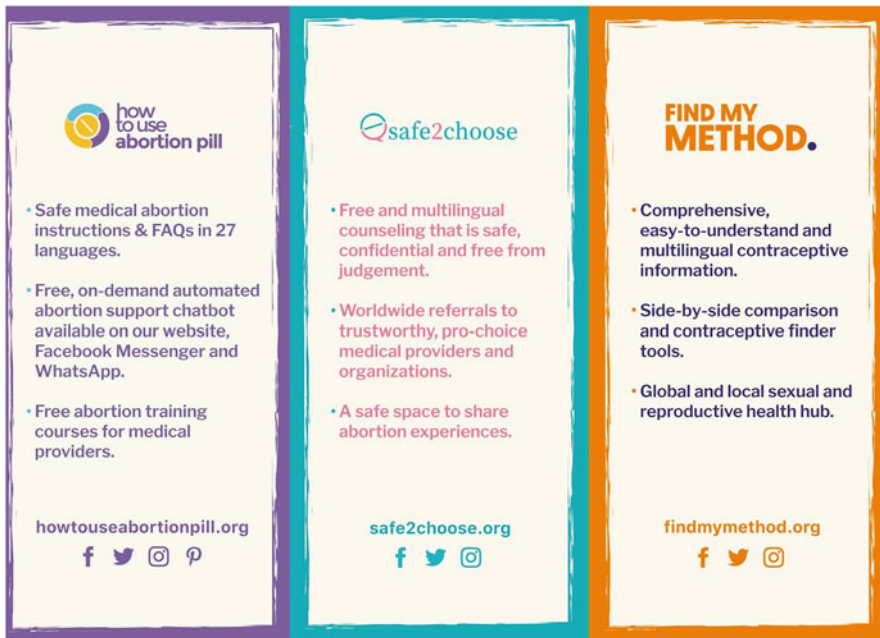 how
to use
abortion pill
• Safe medical abortion
instructions & FAQs in 27
languages.
• Free, on-demand automated
abortion support chatbot
available on our website,
Facebook Messenger and
WhatsApp.
• Free abortion training
courses for medical
providers.
howtouseabortionpill.org
safe2choose
• Free and multilingual
counseling that is safe,
confidential and free from
judgement.
• Worldwide referrals to
trustworthy, pro-choice
medical providers and
organizations.
• A safe space to share
abortion experiences.
safe2choose.org
FIND MY
METHOD.
• Comprehensive,
easy-to-understand and
multilingual contraceptive
information.
• Side-by-side comparison
and contraceptive finder
tools.
• Global and local sexual and
reproductive health hub.
findmymethod.org